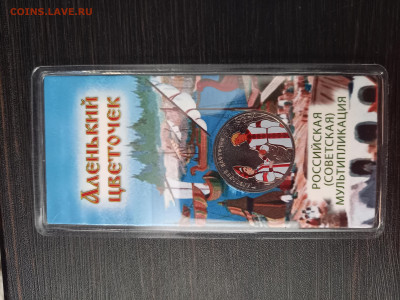 COINS.LAVE.RU
Аленький
цветочек
РОССИЙСКАЯ
(СОВЕТСКАЯ)
МУЛЬТИПЛИКАЦИЯ